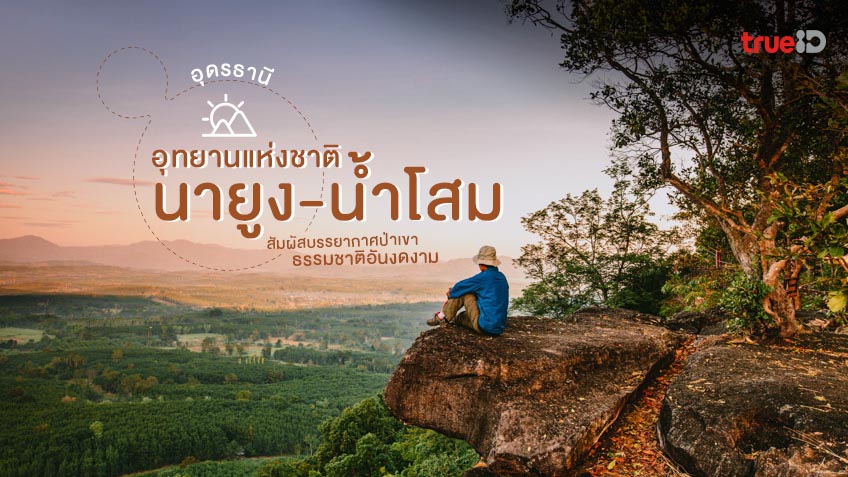 trueID
อุดรธานี
อุทยานแห่งชาติ
นายูง-น้ำโสม
สัมผัสบรรยากาศป่าเขา
ธรรมชาติอันงดงาม